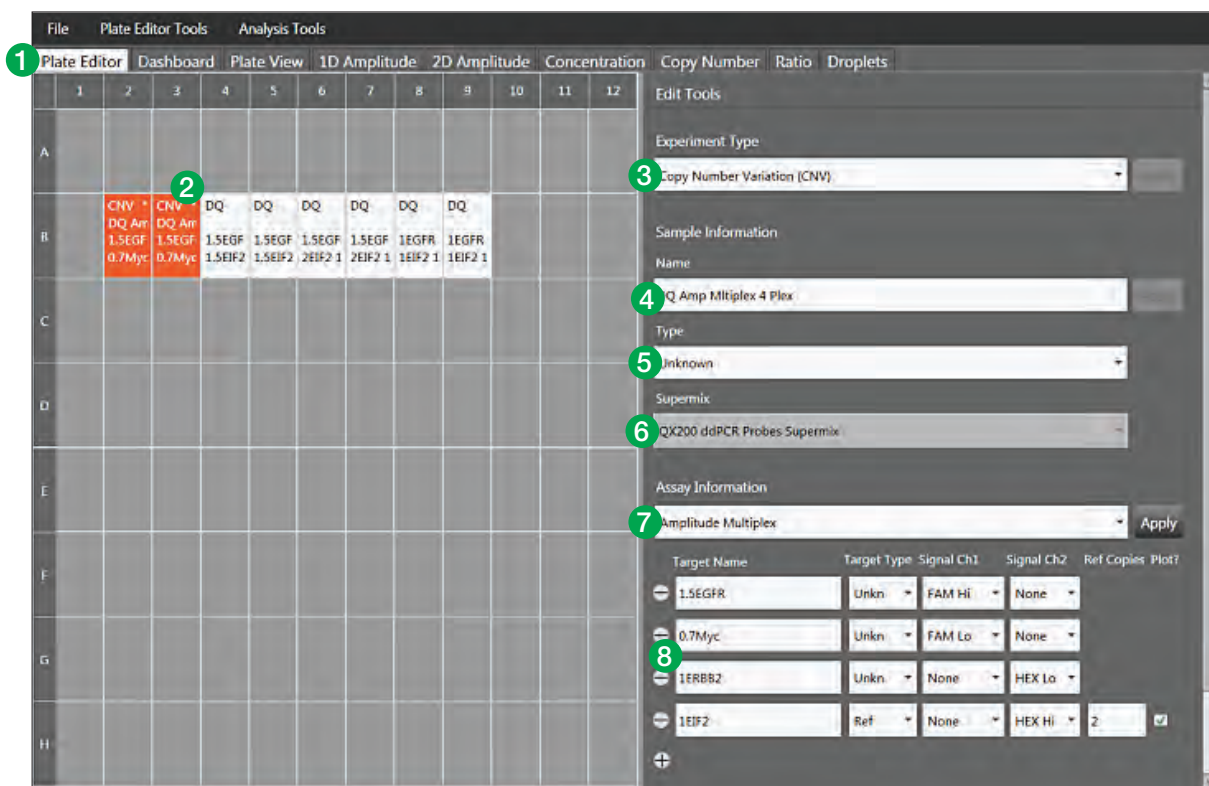 File Plate Editor Tools Analysis Tools
1 Plate Editor Dashboard Plate View 1D Amplitude 2D Amplitude Concentration Copy Number Ratio Droplets
1 2 3 4 5 6 7 8 9 10 11 12
Edit Tools
A
Experiment Type
3 Copy Number Variation (CNV)
2
CNV * CNV * DQ DQ DQ DQ DQ DQ
DQ Am DQ Am
B 1.5EGF 1.5EGF 1.5EGF 1.5EGF 1.5EGF 1.5EGF 1EGFR 1EGFR
0.7Myc 0.7Myc 1.5EIF2 1.5EIF2 2EIF2 1 2EIF2 1 1EIF2 1 1EIF2 1
Sample Information
Name
4 Q Amp Mltiplex 4 Plex
C
Type
5 Unknown
D
Supermix
6 QX200 ddPCR Probes Supermix
E
Assay Information
7 Amplitude Multiplex Apply
F
Target Name Target Type Signal Ch1 Signal Ch2 Ref Copies Plot?
1.5EGFR Unkn FAM Hi None
0.7Myc Unkn FAM Lo None
G
8
1ERBB2 Unkn None HEX Lo
1EIF2 Ref None HEX Hi 2
H